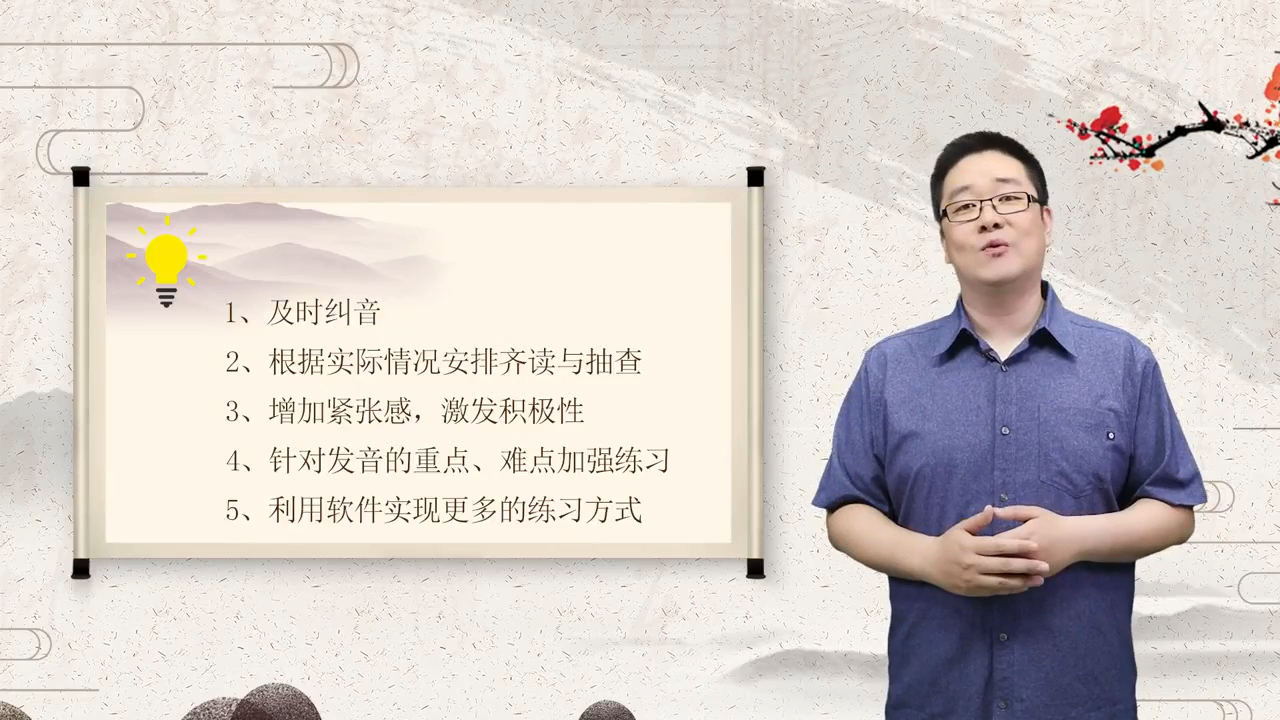 1、及时纠音
2、根据实际情况安排齐读与抽查
3、增加紧张感，激发积极性
4、针对发音的重点、难点加强练习
5、利用软件实现更多的练习方式